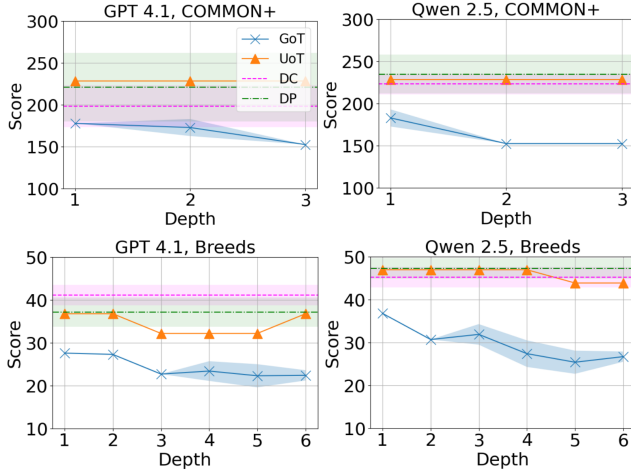 GPT 4.1, COMMON+
Score
300
250
200
150
100
1
2
3
Depth
GoT
UoT
DC
DP
Qwen 2.5, COMMON+
Score
300
250
200
150
100
1
2
3
Depth
GPT 4.1, Breeds
Score
50
40
30
20
10
1
2
3
4
5
6
Depth
Qwen 2.5, Breeds
Score
50
40
30
20
10
1
2
3
4
5
6
Depth